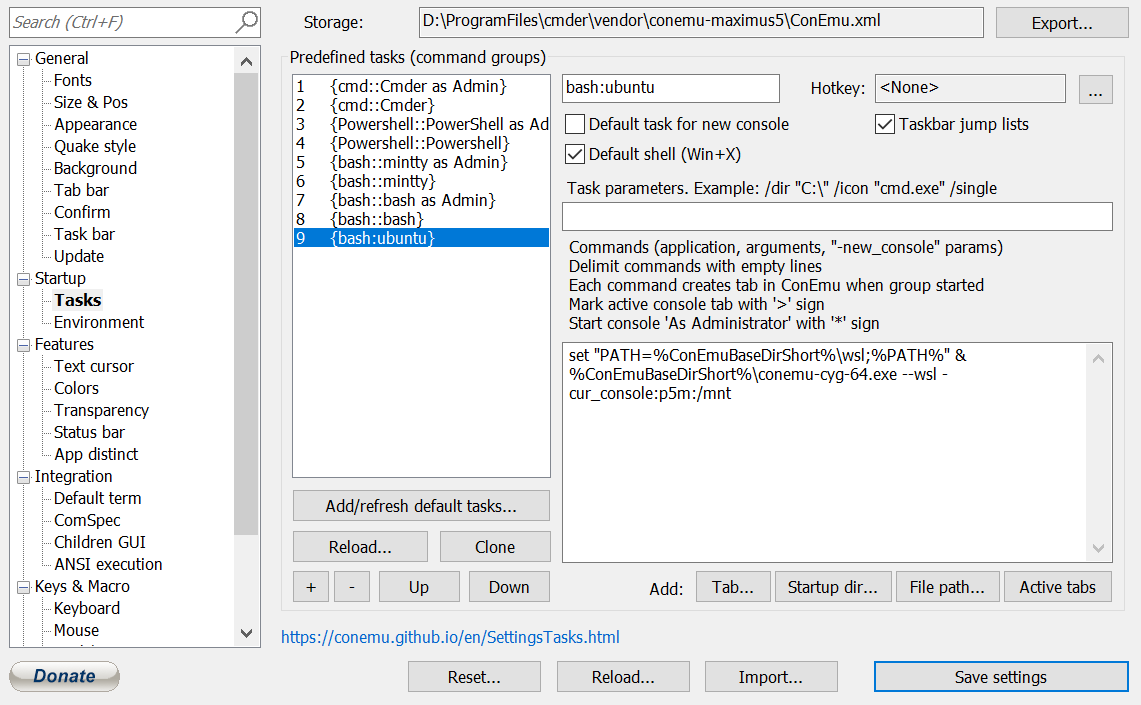 Search (Ctrl+F)
General
Fonts
Size & Pos
Appearance
Quake style
Background
Tab bar
Confirm
Task bar
Update
Startup
Tasks
Environment
Features
Text cursor
Colors
Transparency
Status bar
App distinct
Integration
Default term
ComSpec
Children GUI
ANSI execution
Keys & Macro
Keyboard
Mouse
Donate
Storage:
D:\ProgramFiles\cmder\vendor\conemu-maximus5\ConEmu.xml
Export...
Predefined tasks (command groups)
1 {cmd::Cmder as Admin}
2 {cmd::Cmder}
3 {Powershell::PowerShell as Ad
4 {Powershell::Powershell}
5 {bash::mintty as Admin}
6 {bash::mintty}
7 {bash::bash as Admin}
8 {bash::bash}
9 {bash:ubuntu}
Add/refresh default tasks...
Reload... Clone
+ - Up Down
bash:ubuntu
Hotkey: <None> ...
Default task for new console
Taskbar jump lists
Default shell (Win+X)
Task parameters. Example: /dir "C:\" /icon "cmd.exe" /single
Commands (application, arguments, "-new_console" params)
Delimit commands with empty lines
Each command creates tab in ConEmu when group started
Mark active console tab with '>' sign
Start console 'As Administrator' with '*' sign
set "PATH=%ConEmuBaseDirShort%\wsl;%PATH%" &
%ConEmuBaseDirShort%\conemu-cyg-64.exe --wsl -
cur_console:p5m:/mnt
Add: Tab... Startup dir... File path... Active tabs
https://conemu.github.io/en/SettingsTasks.html
Reset... Reload... Import... Save settings